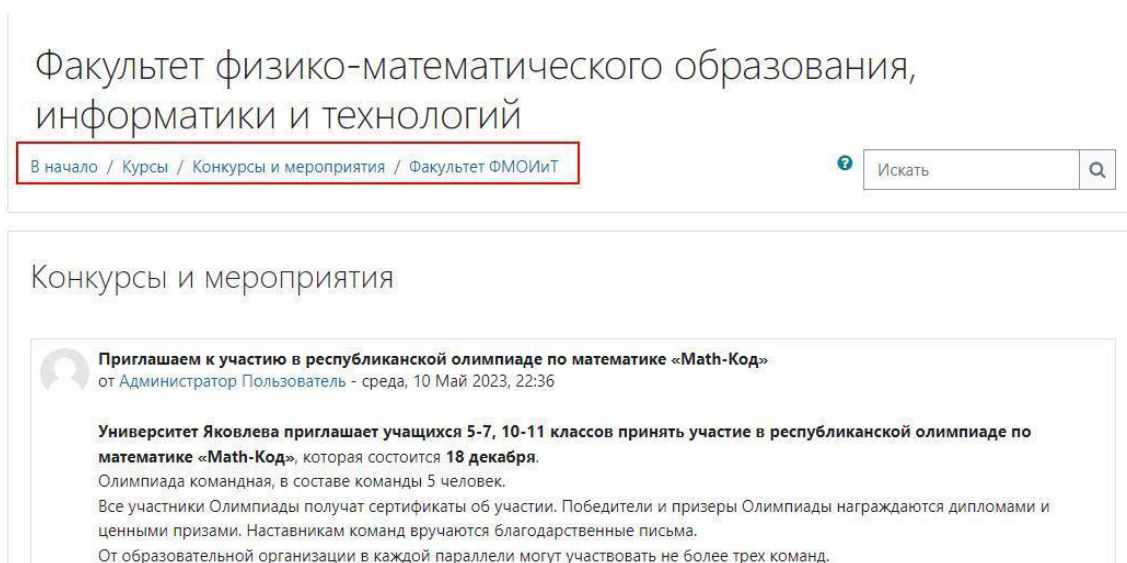 Факультет физико-математического образования,
информатики и технологий
В начало / Курсы / Конкурсы и мероприятия / Факультет ФМОИиТ
Искать
Конкурсы и мероприятия
Приглашаем к участию в республиканской олимпиаде по математике «Math-Код»
от Администратор Пользователь - среда, 10 Май 2023, 22:36
Университет Яковлева приглашает учащихся 5-7, 10-11 классов принять участие в республиканской олимпиаде по
математике «Math-Код», которая состоится 18 декабря.
Олимпиада командная, в составе команды 5 человек.
Все участники Олимпиады получат сертификаты об участии. Победители и призеры Олимпиады награждаются дипломами и
ценными призами. Наставникам команд вручаются благодарственные письма.
От образовательной организации в каждой параллели могут участвовать не более трех команд.